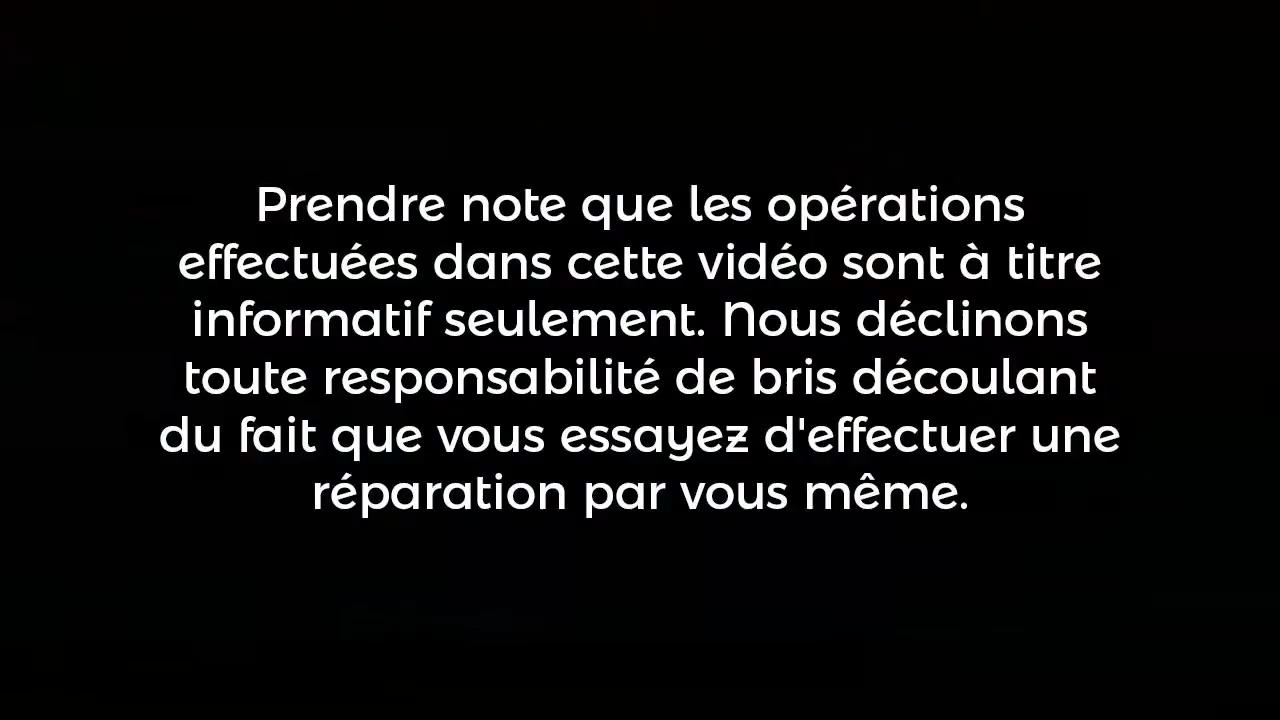 Prendre note que les opérations
effectuées dans cette vidéo sont à titre
informatif seulement. Nous déclinons
toute responsabilité de bris découlant
du fait que vous essayez d'effectuer une
réparation par vous même.